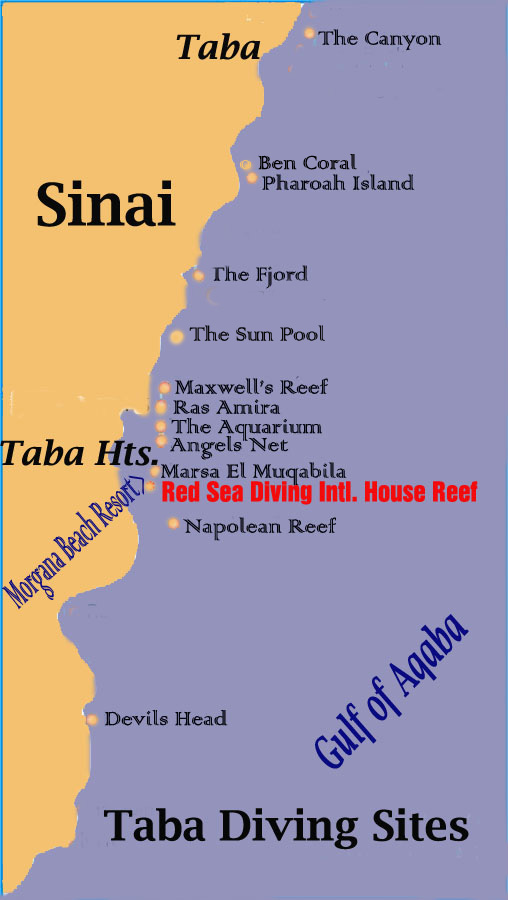 Taba
The Canyon
Ben Coral
Pharoah Island
Sinai
The Fjord
The Sun Pool
Maxwell's Reef
Ras Amira
The Aquarium
Angels Net
Taba Hts.
Marsa El Muqabila
Red Sea Diving Intl. House Reef
Morgana Beach Resort>
Napolean Reef
Gulf of Aqaba
Devils Head
Taba Diving Sites